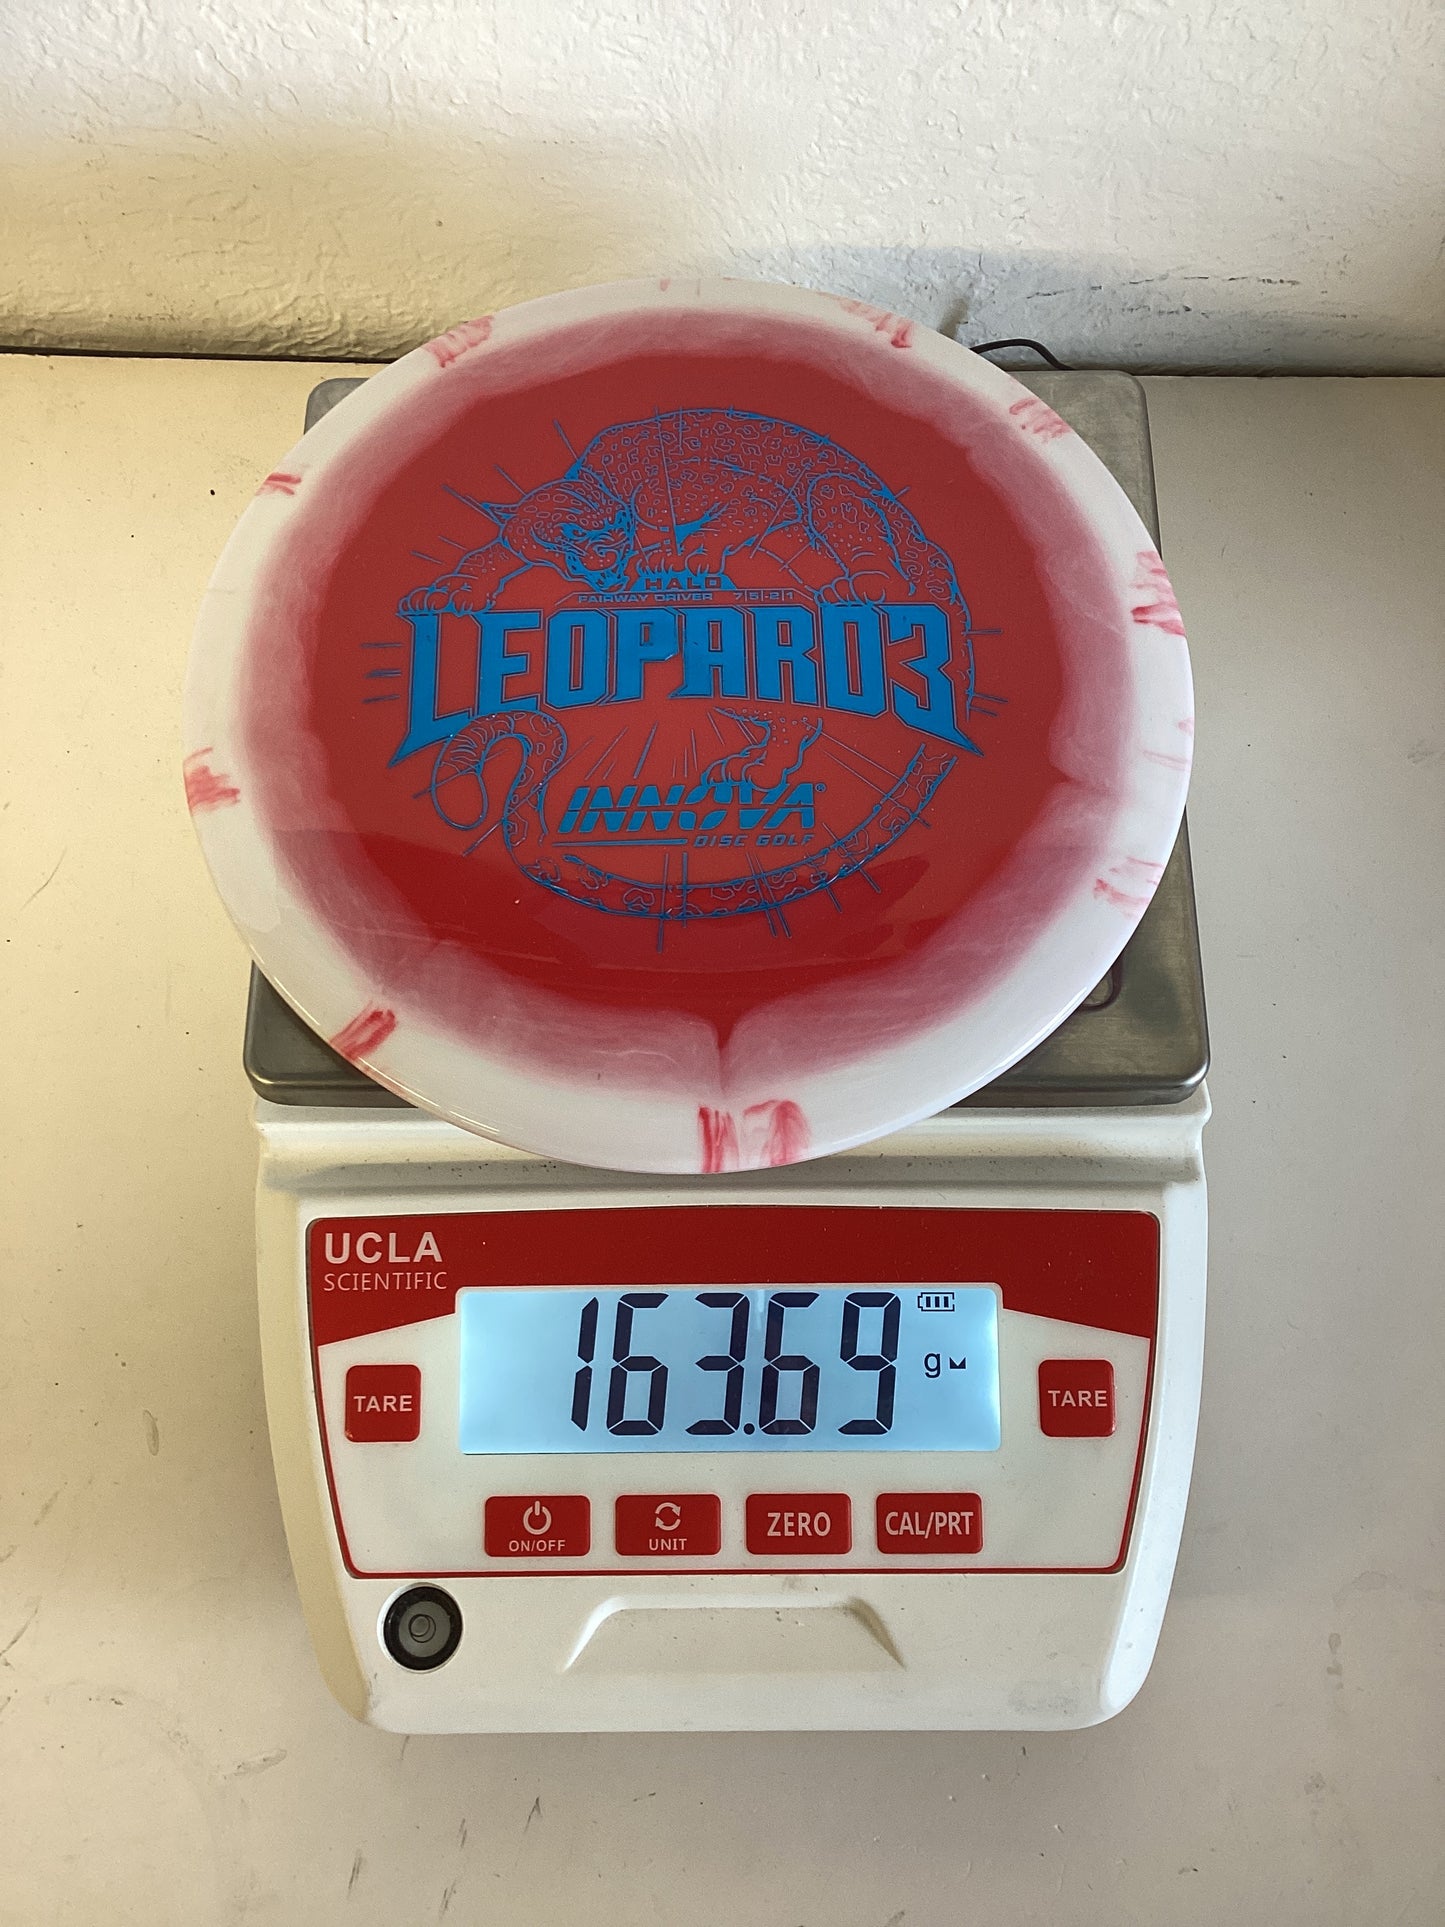 HALO
FAIRWAY DRIVER 7|5|-2|1
LEOPARD3
INNOVA®
DISC GOLF
UCLA
SCIENTIFIC
163.69 g
TARE
TARE
ON/OFF
UNIT
ZERO
CAL/PRT